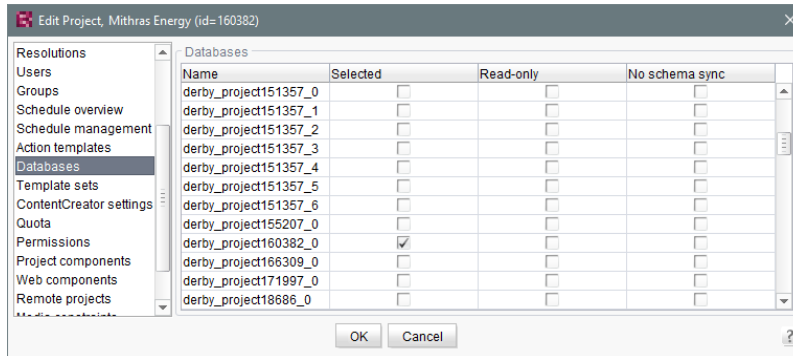 Edit Project, Mithras Energy (id=160382)
Resolutions
Users
Groups
Schedule overview
Schedule management
Action templates
Databases
Template sets
ContentCreator settings
Quota
Permissions
Project components
Web components
Remote projects
Databases
Name Selected Read-only No schema sync
derby_project151357_0
derby_project151357_1
derby_project151357_2
derby_project151357_3
derby_project151357_4
derby_project151357_5
derby_project151357_6
derby_project155207_0
derby_project160382_0
derby_project166309_0
derby_project171997_0
derby_project18686_0
OK Cancel ?